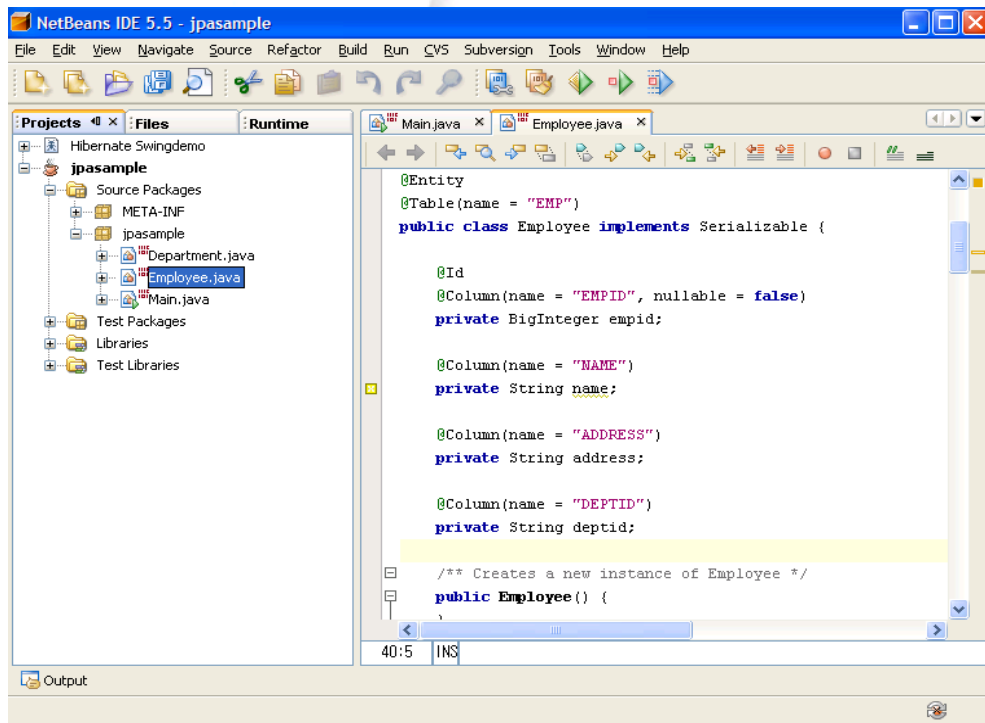 NetBeans IDE 5.5 - jpasample
File Edit View Navigate Source Refactor Build Run CVS Subversion Tools Window Help
Projects Files Runtime
Main.java Employee.java
Hibernate Swingdemo
jpasample
Source Packages
META-INF
jpasample
Department.java
Employee.java
Main.java
Test Packages
Libraries
Test Libraries
@Entity
@Table(name = "EMP")
public class Employee implements Serializable {
@Id
@Column(name = "EMPID", nullable = false)
private BigInteger empid;
@Column(name = "NAME")
private String name;
@Column(name = "ADDRESS")
private String address;
@Column(name = "DEPTID")
private String deptid;
/** Creates a new instance of Employee */
public Employee() {
40:5 INS
Output